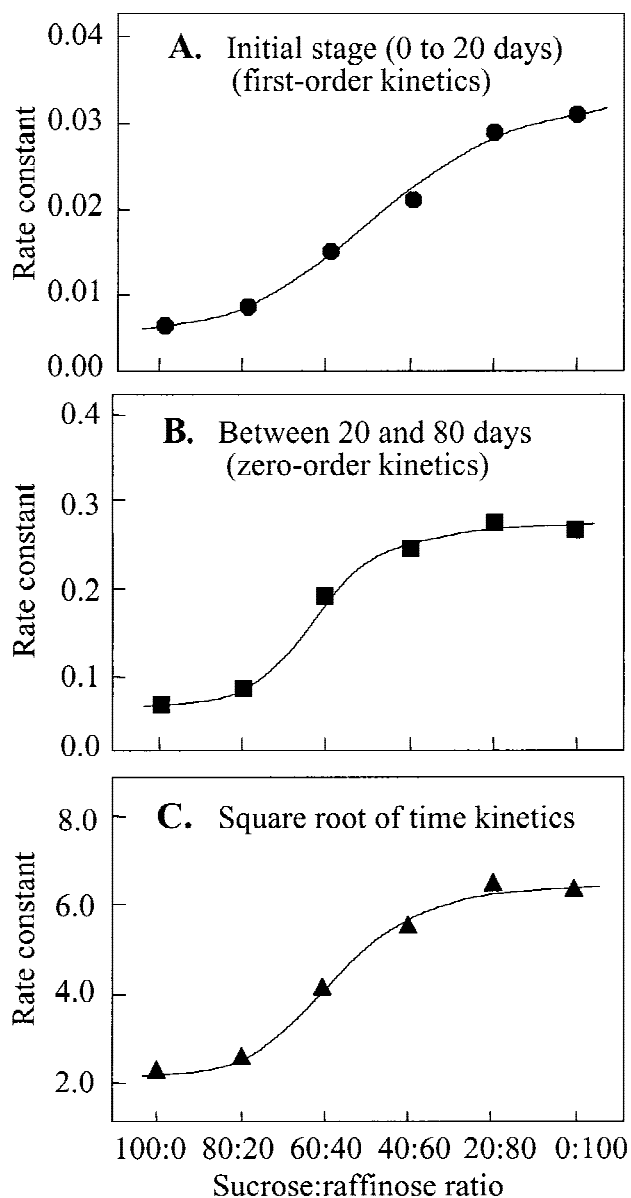 A. Initial stage (0 to 20 days)
(first-order kinetics)
0.04
0.03
0.02
0.01
0.00
Rate constant
B. Between 20 and 80 days
(zero-order kinetics)
0.4
0.3
0.2
0.1
0.0
Rate constant
C. Square root of time kinetics
8.0
6.0
4.0
2.0
Rate constant
100:0 80:20 60:40 40:60 20:80 0:100
Sucrose:raffinose ratio